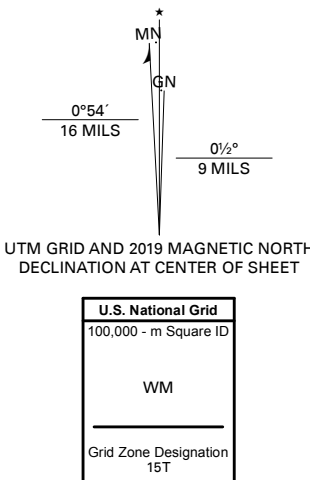 ★
MN
GN
0°54´
16 MILS
0½°
9 MILS
UTM GRID AND 2019 MAGNETIC NORTH
DECLINATION AT CENTER OF SHEET
U.S. National Grid
100,000 - m Square ID
WM
Grid Zone Designation
15T